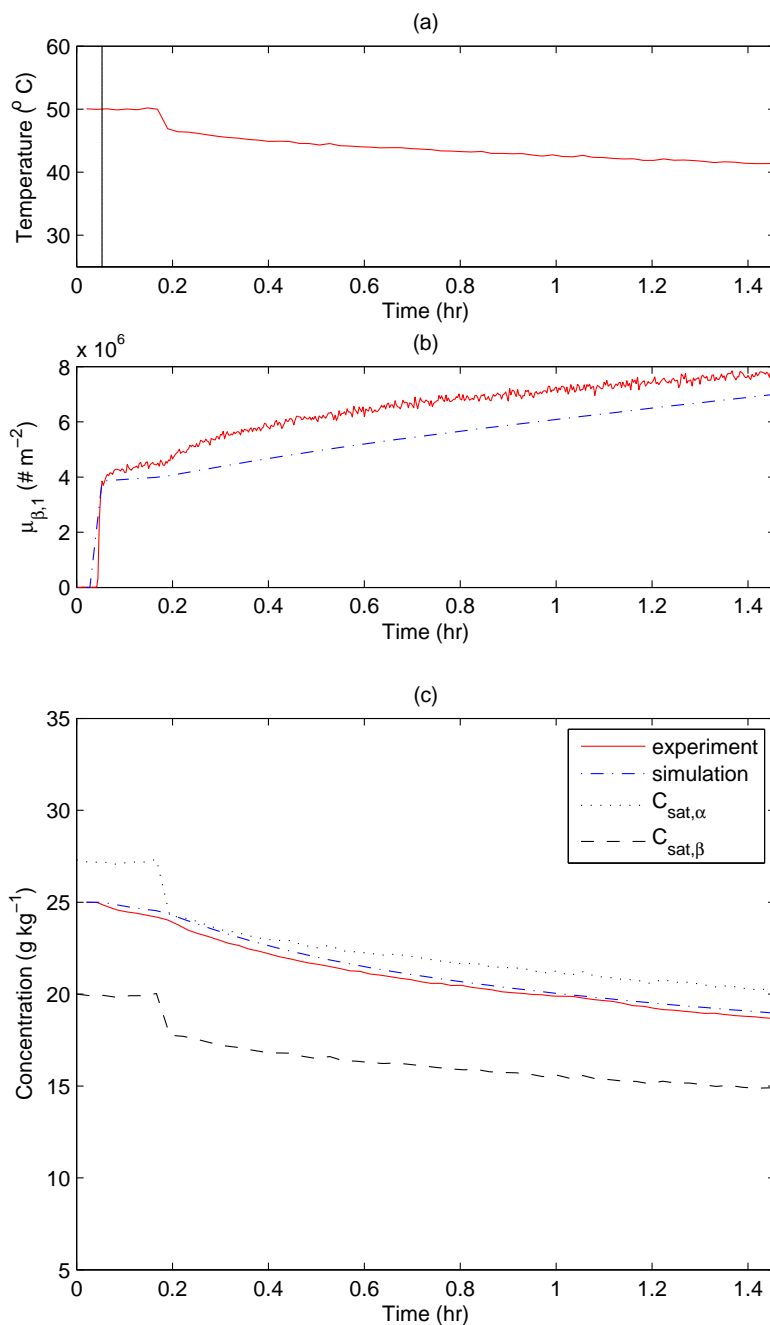 (a)
60
50
40
30
Temperature (° C)
0 0.2 0.4 0.6 0.8 1 1.2 1.4
Time (hr)
(b)
x 10⁶
8
6
4
2
0
μβ,1 (# m⁻²)
0 0.2 0.4 0.6 0.8 1 1.2 1.4
Time (hr)
(c)
35
30
25
20
15
10
5
Concentration (g kg⁻¹)
experiment
simulation
Csat,α
Csat,β
0 0.2 0.4 0.6 0.8 1 1.2 1.4
Time (hr)